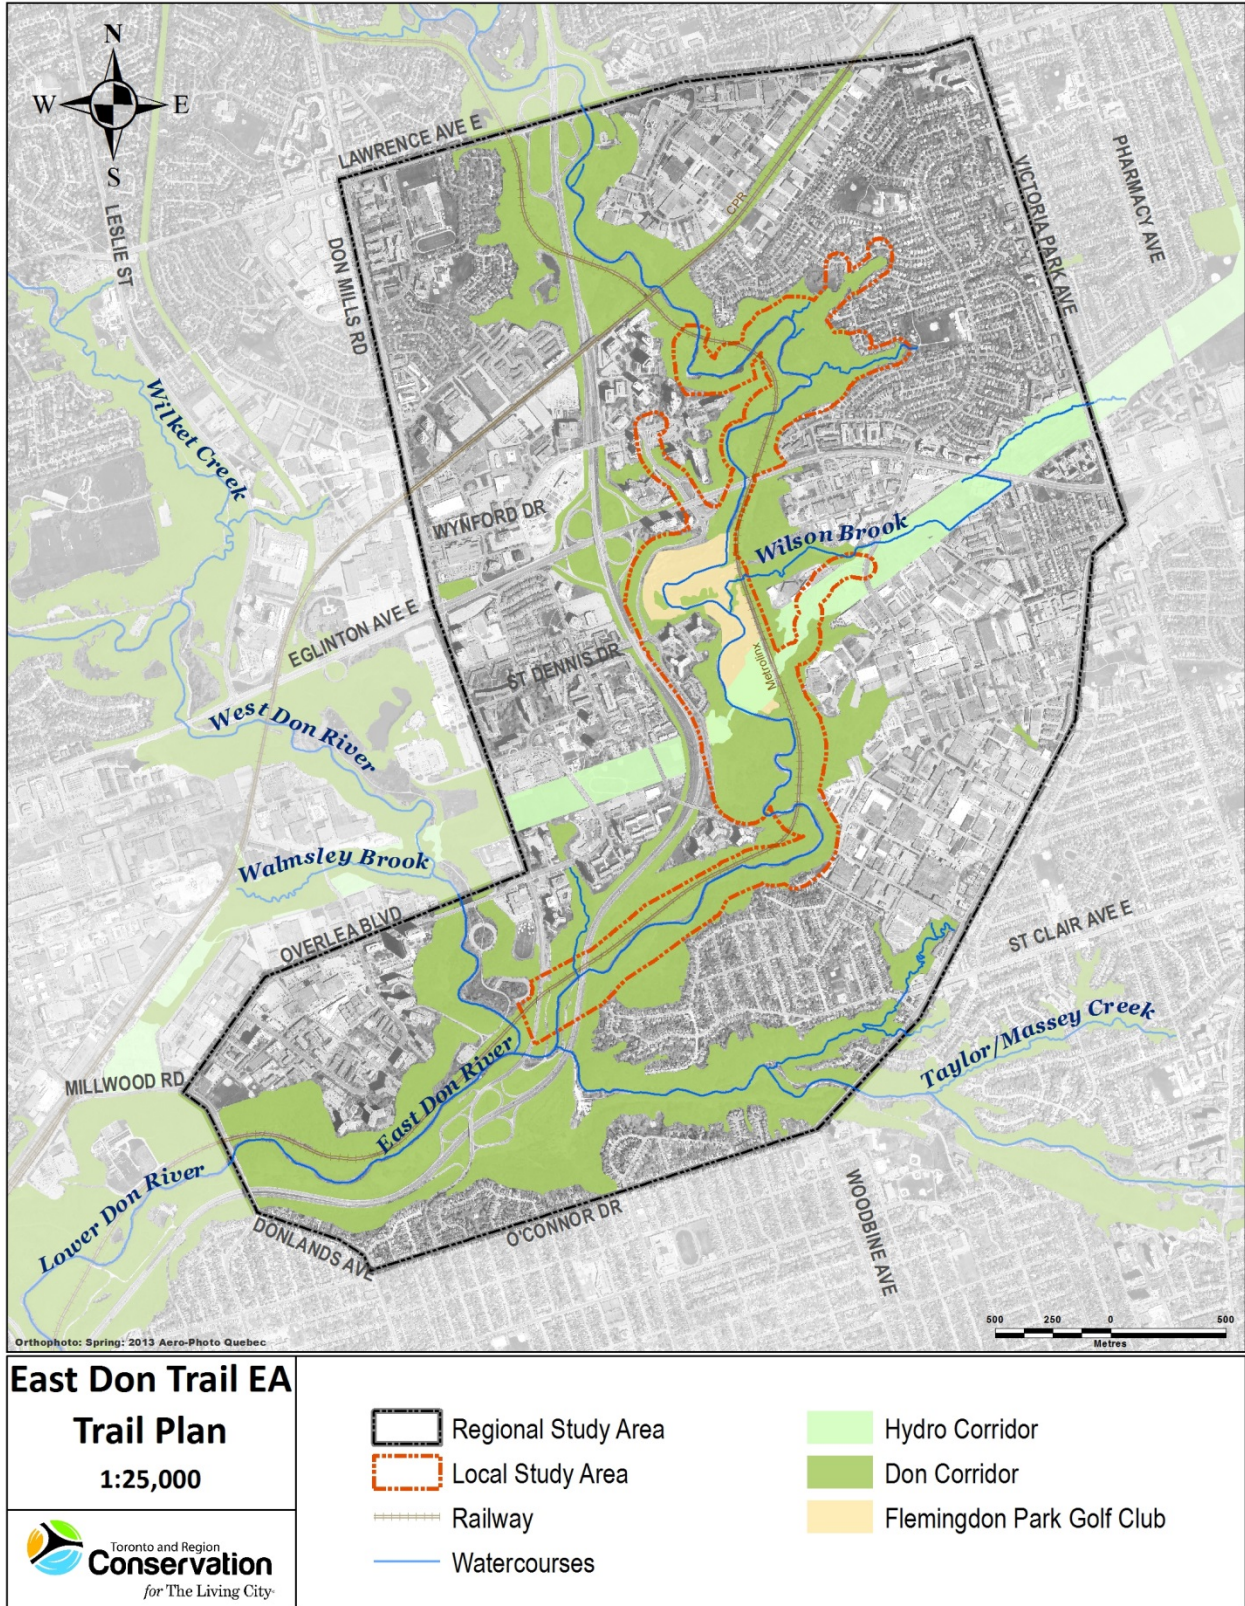 N
W
E
S
LAWRENCE AVE E
LESLIE ST
DON MILLS RD
CPR
VICTORIA PARK AVE
PHARMACY AVE
Wilket Creek
WYNFORD DR
Wilson Brook
EGLINTON AVE E
ST DENNIS DR
Metrolinx
West Don River
Walmsley Brook
OVERLEA BLVD
ST CLAIR AVE E
Taylor/Massey Creek
MILLWOOD RD
East Don River
Lower Don River
DONLANDS AVE
O'CONNOR DR
WOODBINE AVE
500 250 0 500
Metres
Orthophoto: Spring: 2013 Aero-Photo Quebec
East Don Trail EA
Trail Plan
1:25,000
Toronto and Region
Conservation
for The Living City
Regional Study Area
Local Study Area
Railway
Watercourses
Hydro Corridor
Don Corridor
Flemingdon Park Golf Club